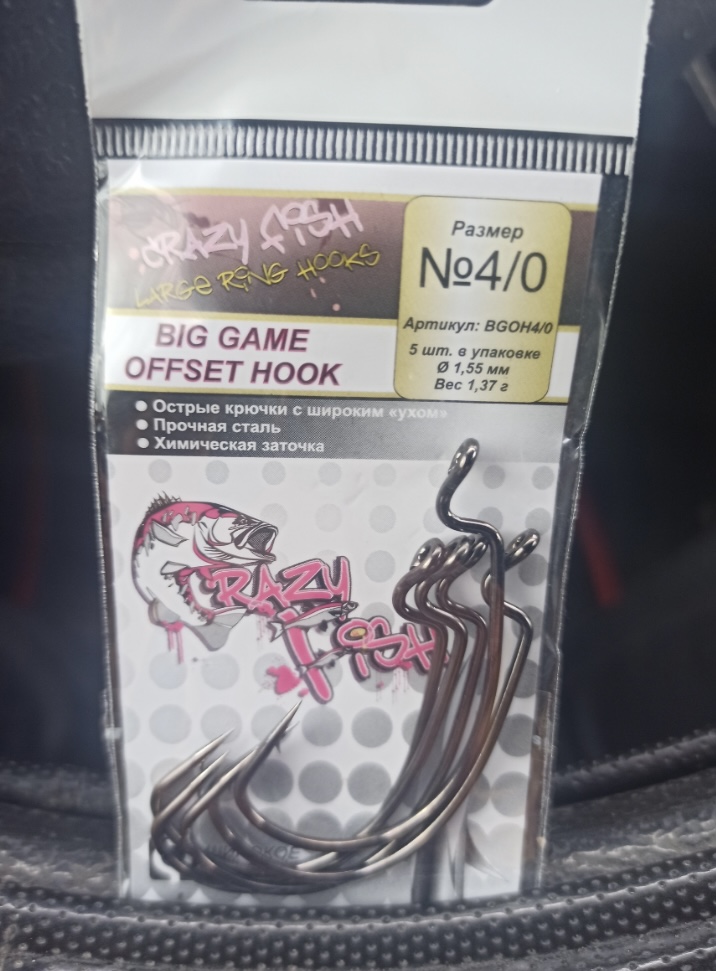 CRAZY FISH
LARGE RING HOOKS
Размер
№4/0
Артикул: BGOH4/0
5 шт. в упаковке
Ø 1,55 мм
Вес 1,37 г
BIG GAME
OFFSET HOOK
● Острые крючки с широким «ухом»
● Прочная сталь
● Химическая заточка
CRAZY
FISH